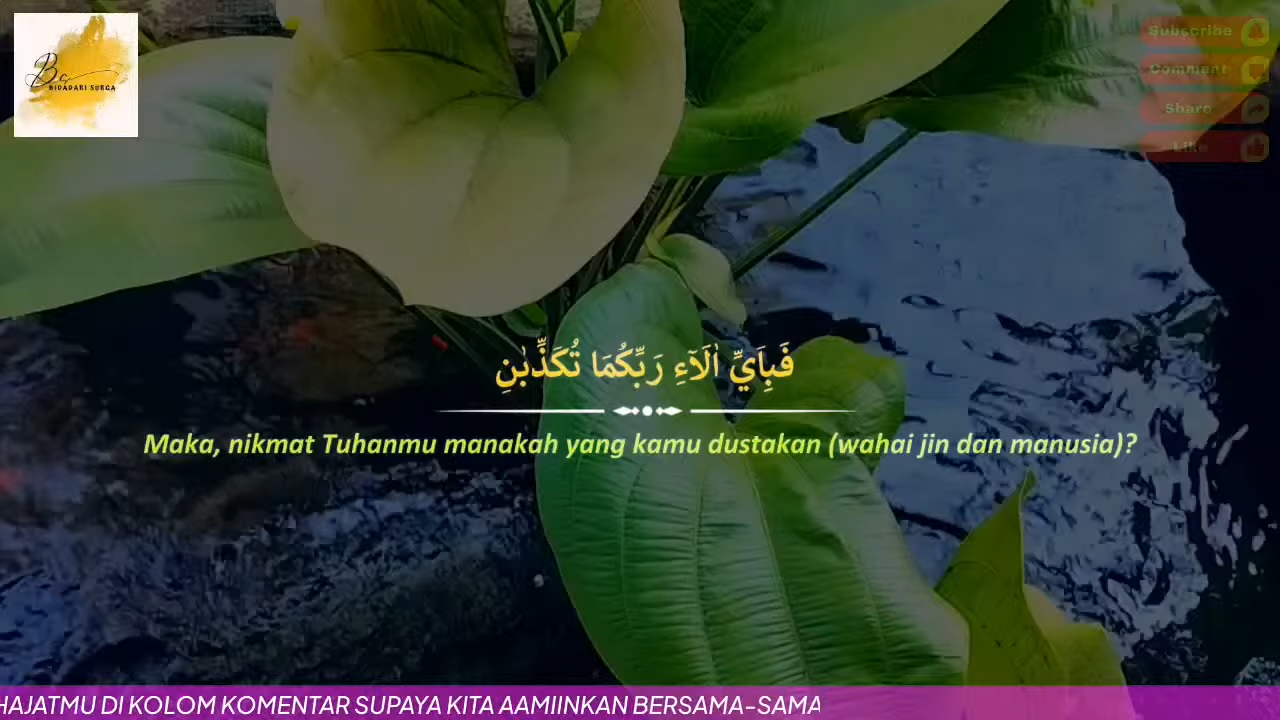 Bs
BIDADARI SURGA
Subscribe
Comment
Share
Like
فَبِاَيِّ اٰلَاۤءِ رَبِّكُمَا تُكَذِّبٰنِ
Maka, nikmat Tuhanmu manakah yang kamu dustakan (wahai jin dan manusia)?
HAJATMU DI KOLOM KOMENTAR SUPAYA KITA AAMIINKAN BERSAMA-SAMA